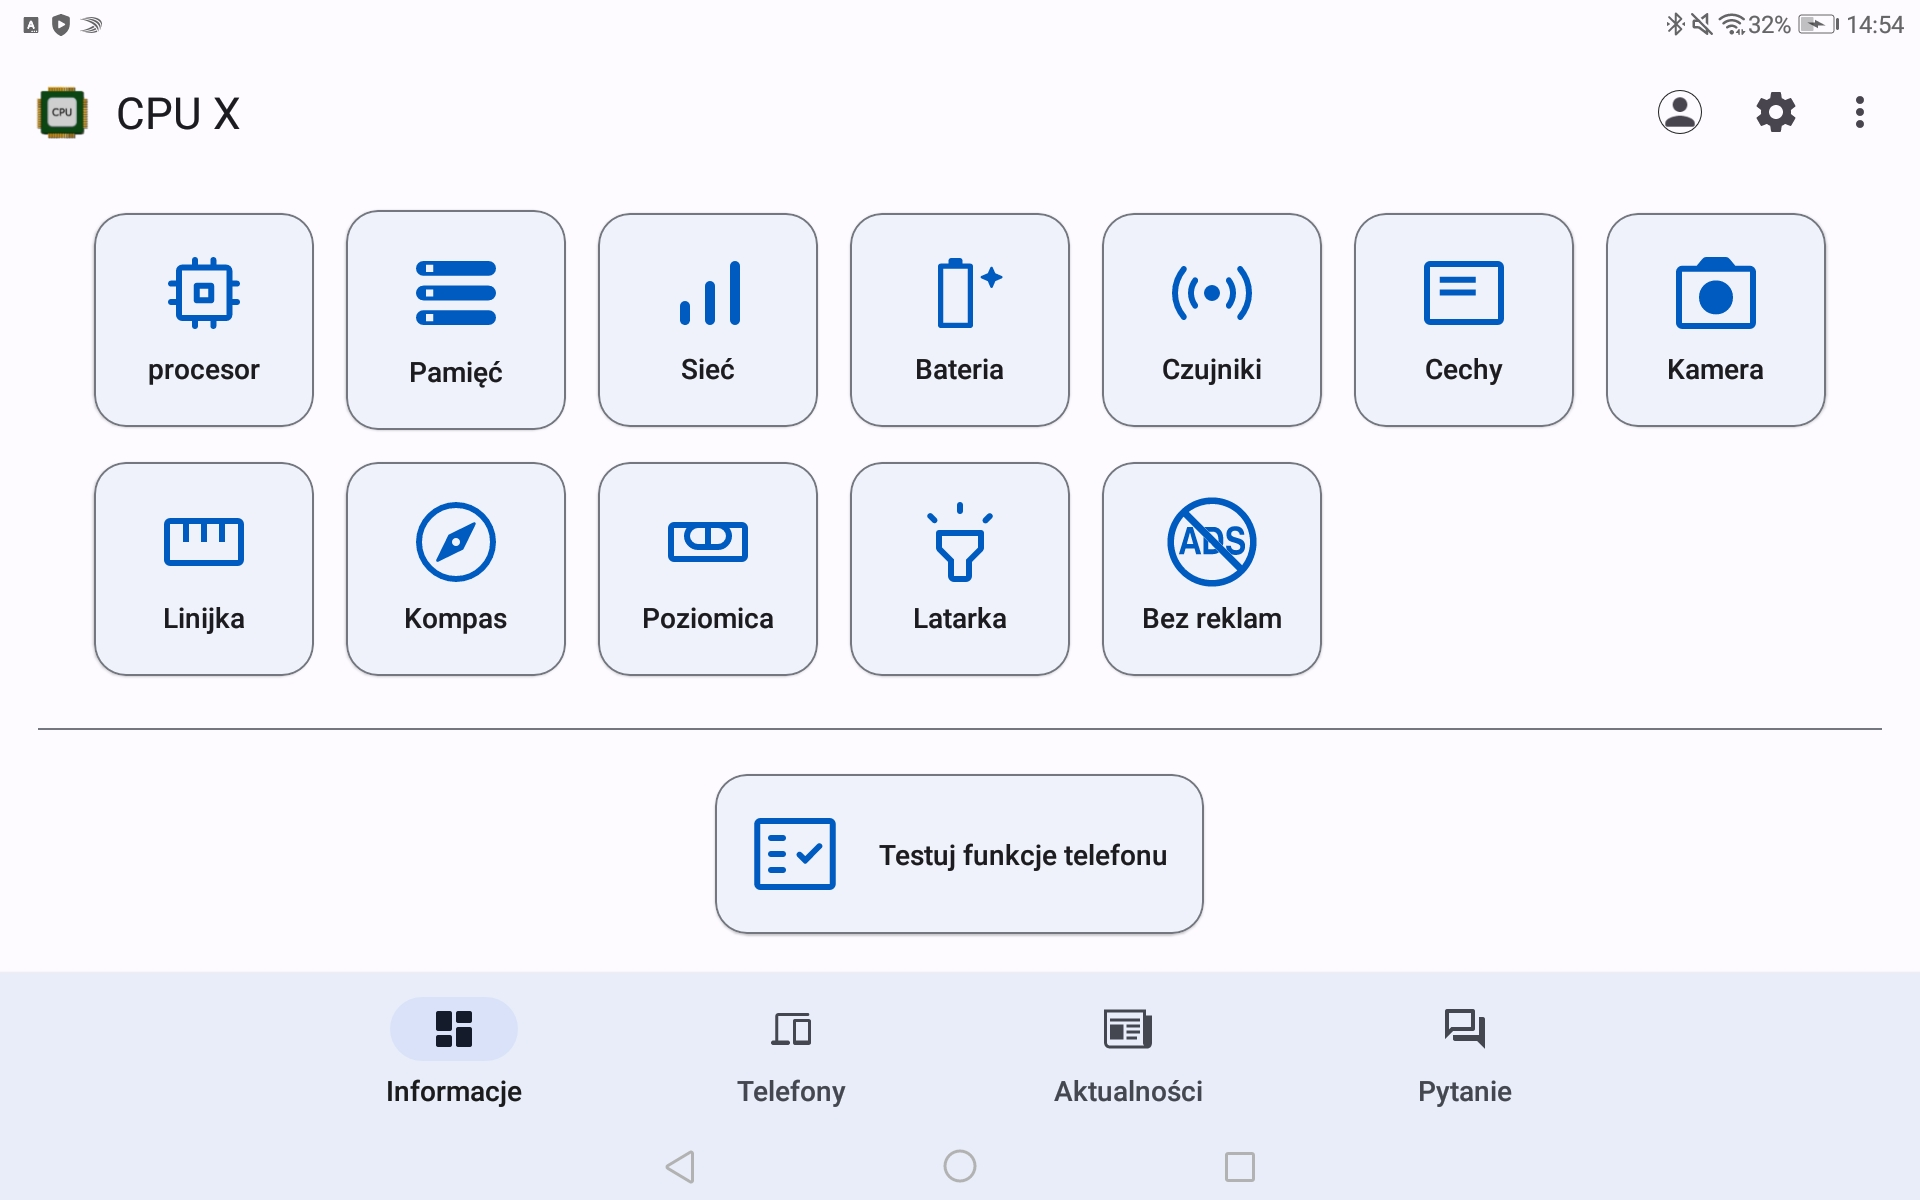 32% 14:54
CPU CPU X
procesor Pamięć Sieć Bateria Czujniki Cechy Kamera
ADS
Linijka Kompas Poziomica Latarka Bez reklam
Testuj funkcje telefonu
Informacje Telefony Aktualności Pytanie